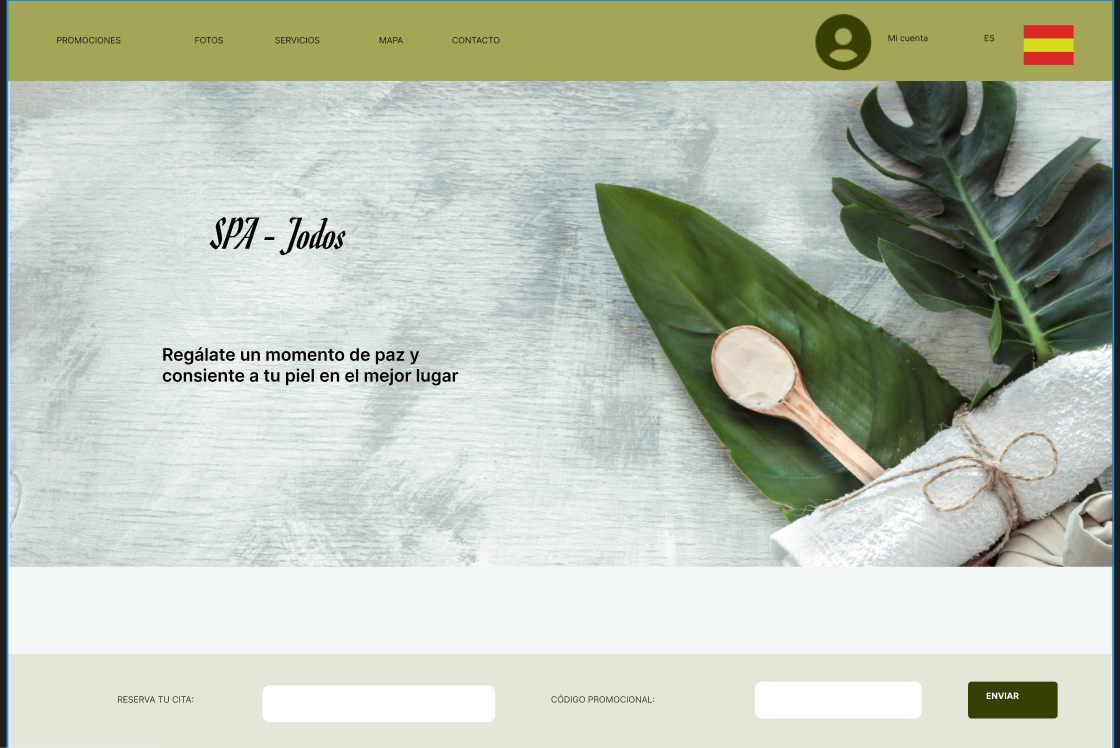 PROMOCIONES FOTOS SERVICIOS MAPA CONTACTO Mi cuenta ES
SPA - Jodos
Regálate un momento de paz y
consiente a tu piel en el mejor lugar
RESERVA TU CITA: CÓDIGO PROMOCIONAL: ENVIAR